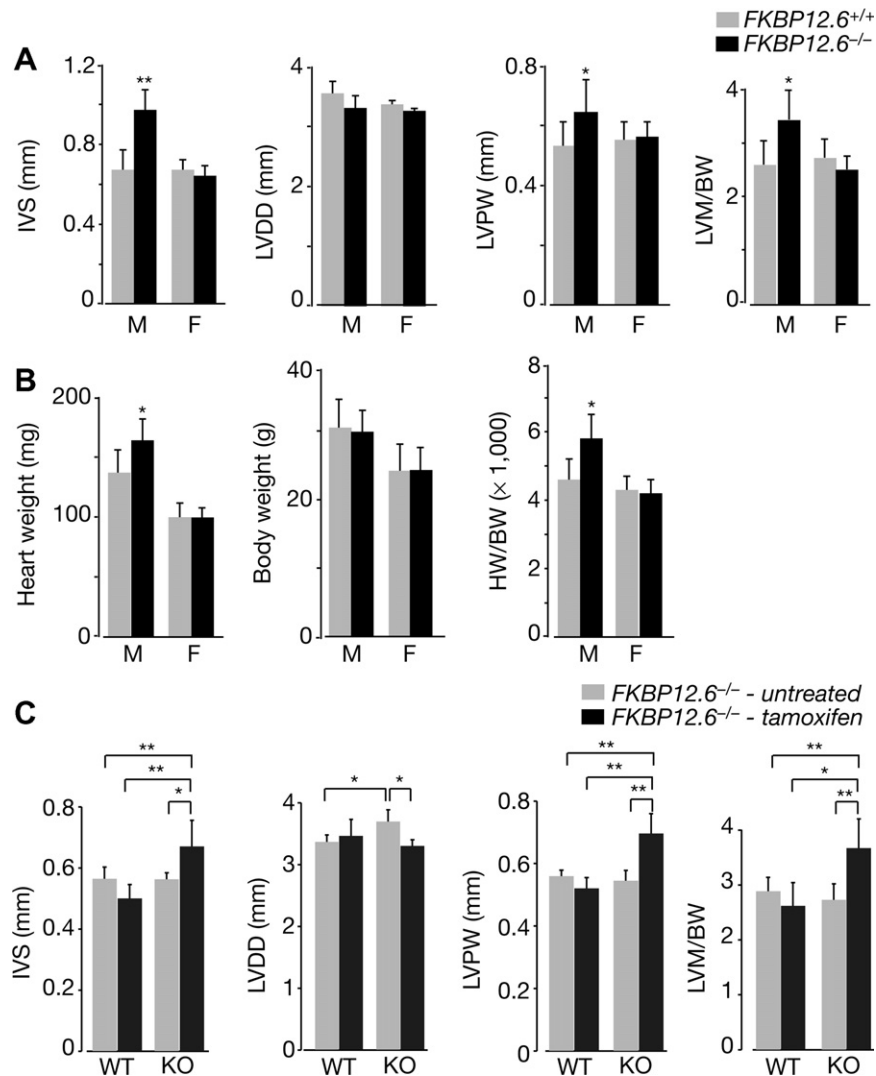 FKBP12.6+/+
FKBP12.6–/–
A
IVS (mm)
1.2
0.8
0.4
0
**
M F
LVDD (mm)
4
2
0
M F
LVPW (mm)
0.8
0.4
0
*
M F
LVM/BW
4
2
0
*
M F
B
Heart weight (mg)
200
100
0
*
M F
Body weight (g)
40
20
0
M F
HW/BW (× 1,000)
8
6
4
2
0
*
M F
FKBP12.6–/– - untreated
FKBP12.6–/– - tamoxifen
C
IVS (mm)
0.8
0.6
0.4
0.2
0
**
**
*
WT KO
LVDD (mm)
4
3
2
1
0
* *
WT KO
LVPW (mm)
0.8
0.6
0.4
0.2
0
**
**
**
WT KO
LVM/BW
4
3
2
1
0
**
*
**
WT KO